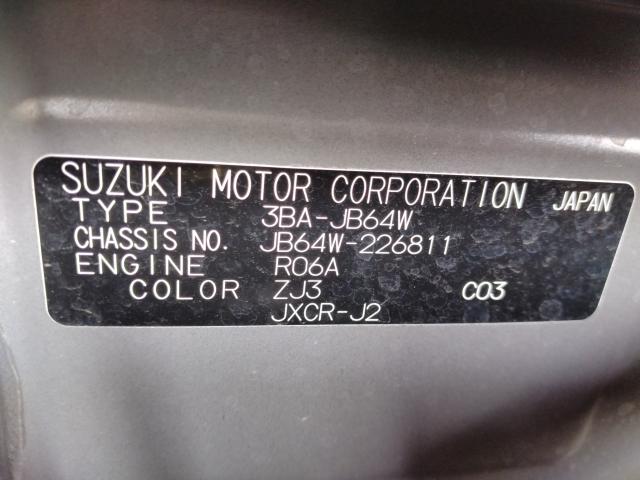 SUZUKI MOTOR CORPORATION JAPAN
TYPE 3BA-JB64W
CHASSIS NO. JB64W-226811
ENGINE R06A
COLOR ZJ3 C03
JXCR-J2